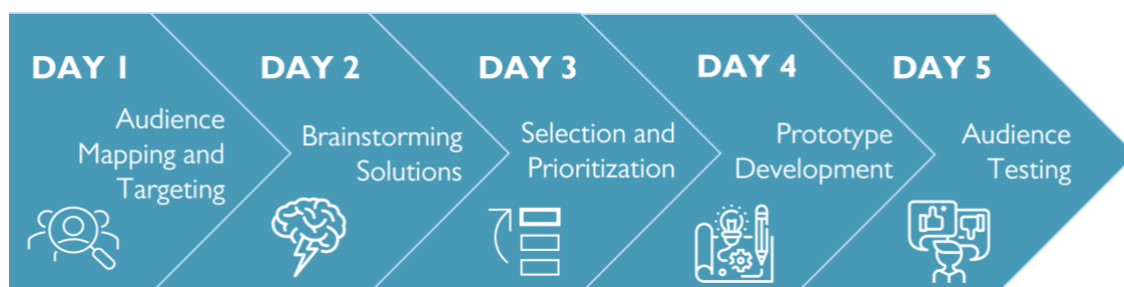 DAY 1
Audience
Mapping and
Targeting
DAY 2
Brainstorming
Solutions
DAY 3
Selection and
Prioritization
DAY 4
Prototype
Development
DAY 5
Audience
Testing